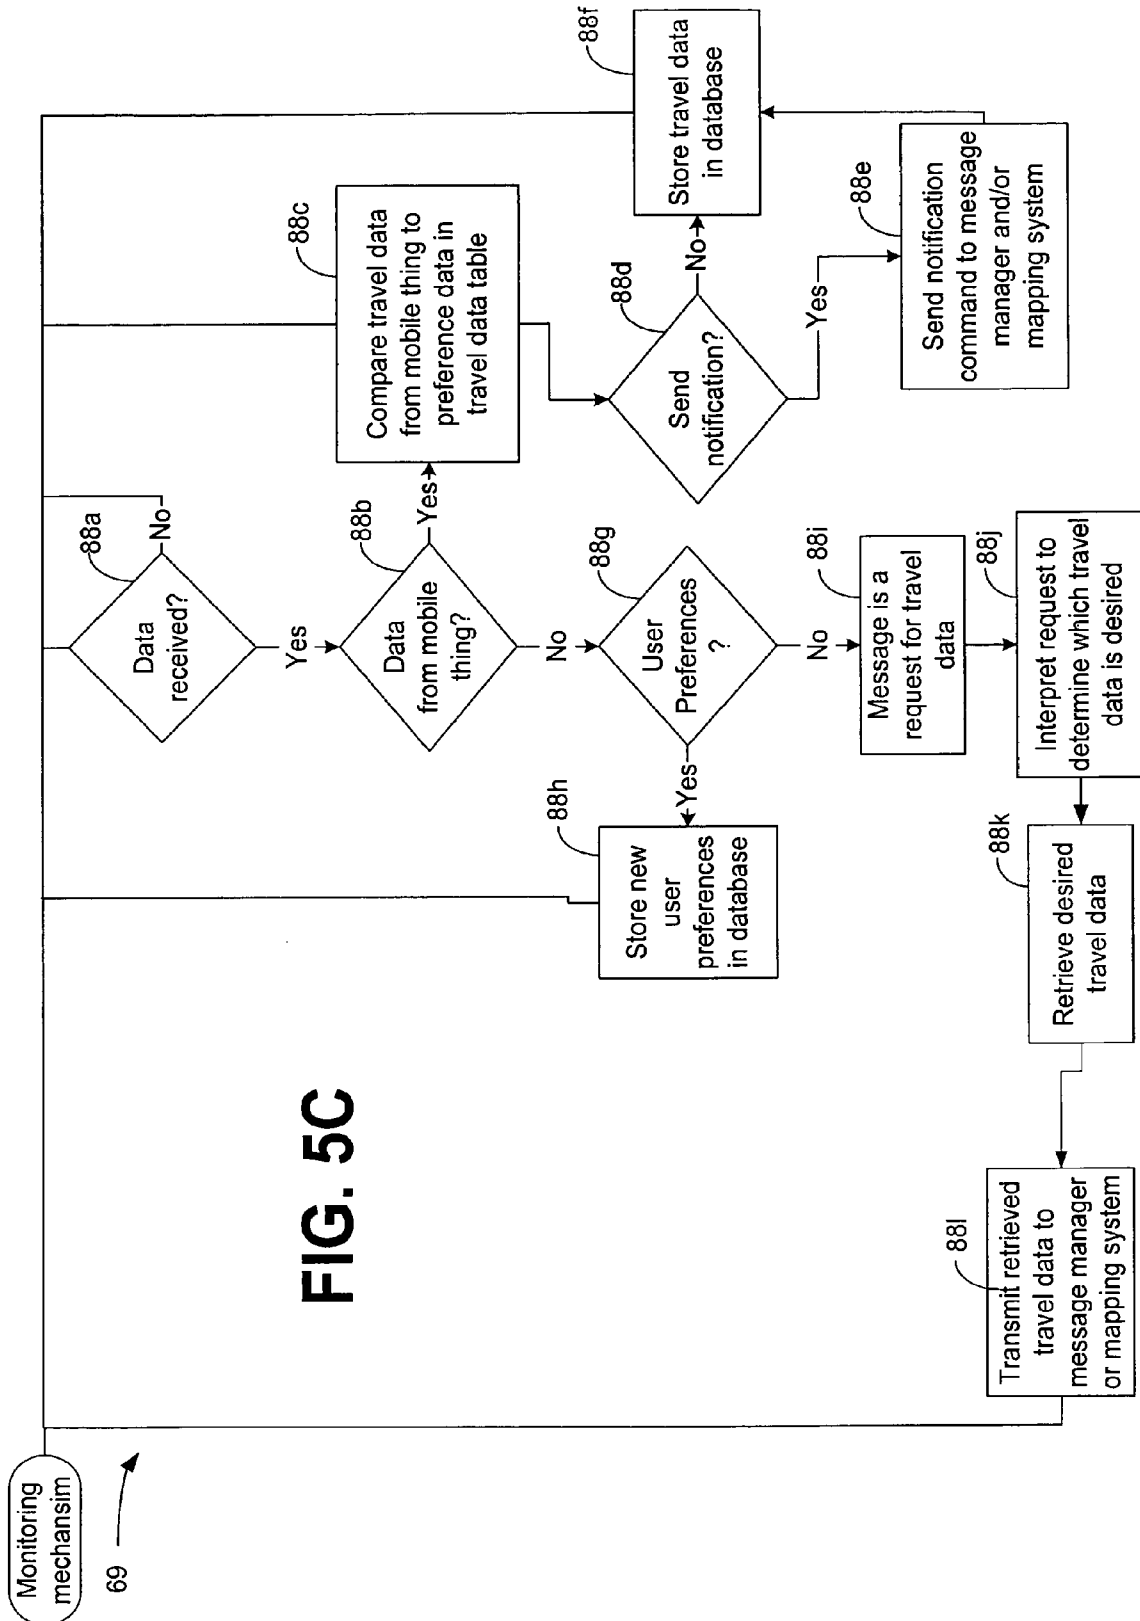 Monitoring
mechansim
69
FIG. 5C
Data
received?
88a
No
Yes
Data
from mobile
thing?
88b
Yes
No
Compare travel data
from mobile thing to
preference data in
travel data table
88c
Send
notification?
88d
No
Yes
Send notification
command to message
manager and/or
mapping system
88e
Store travel data
in database
88f
User
Preferences
?
88g
Yes
No
Store new
user
preferences
in database
88h
Message is a
request for travel
data
88i
Interpret request to
determine which travel
data is desired
88j
Retrieve desired
travel data
88k
Transmit retrieved
travel data to
message manager
or mapping system
88l